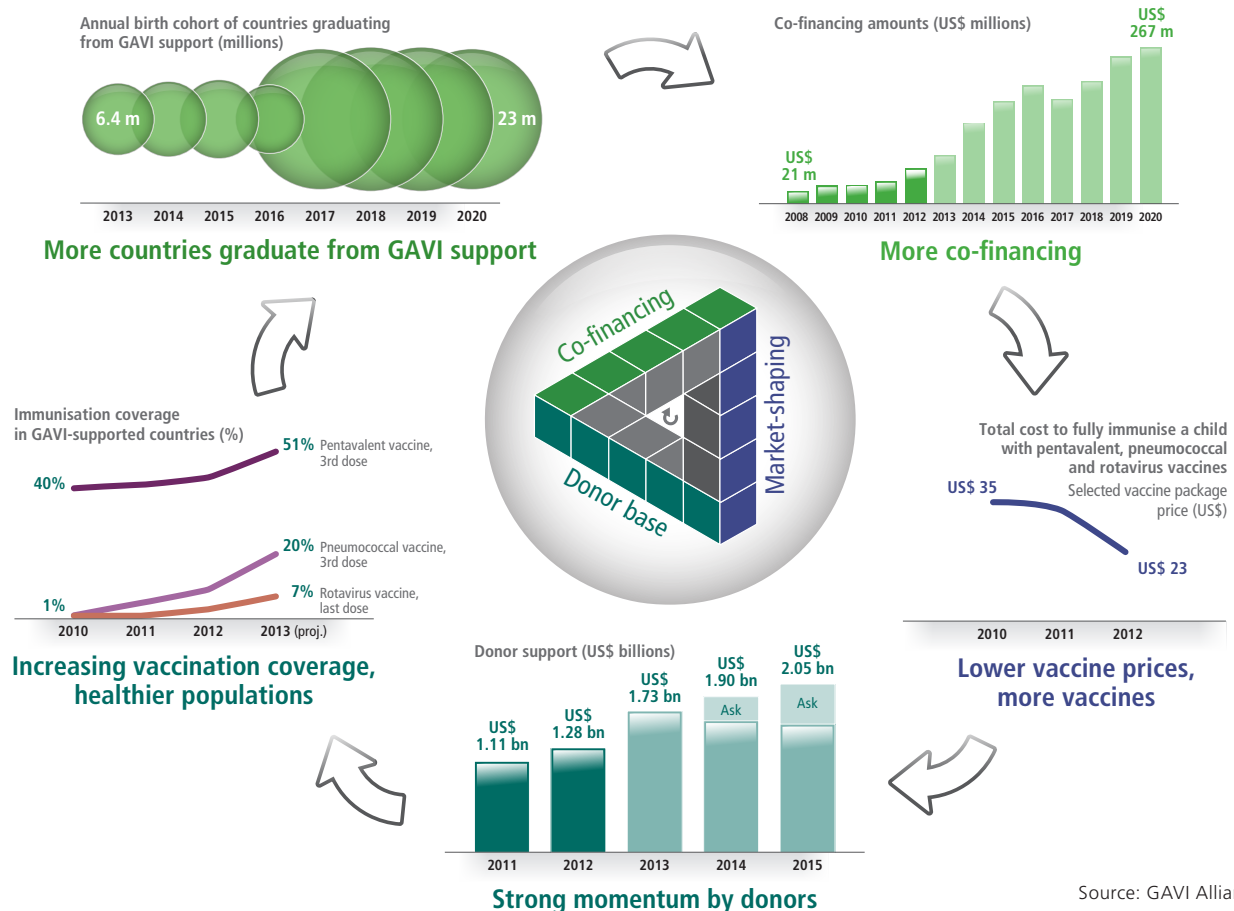 Annual birth cohort of countries graduating
from GAVI support (millions)
6.4 m
23 m
2013 2014 2015 2016 2017 2018 2019 2020
More countries graduate from GAVI support
Co-financing amounts (US$ millions)
US$
267 m
US$
21 m
2008 2009 2010 2011 2012 2013 2014 2015 2016 2017 2018 2019 2020
More co-financing
Co-financing
Market-shaping
Donor base
Immunisation coverage
in GAVI-supported countries (%)
40%
51% Pentavalent vaccine,
3rd dose
20% Pneumococcal vaccine,
3rd dose
1%
7% Rotavirus vaccine,
last dose
2010 2011 2012 2013 (proj.)
Increasing vaccination coverage,
healthier populations
Total cost to fully immunise a child
with pentavalent, pneumococcal
and rotavirus vaccines
US$ 35
Selected vaccine package
price (US$)
US$ 23
2010 2011 2012
Lower vaccine prices,
more vaccines
Donor support (US$ billions)
US$
1.11 bn
US$
1.28 bn
US$
1.73 bn
US$
1.90 bn
Ask
US$
2.05 bn
Ask
2011 2012 2013 2014 2015
Strong momentum by donors
Source: GAVI